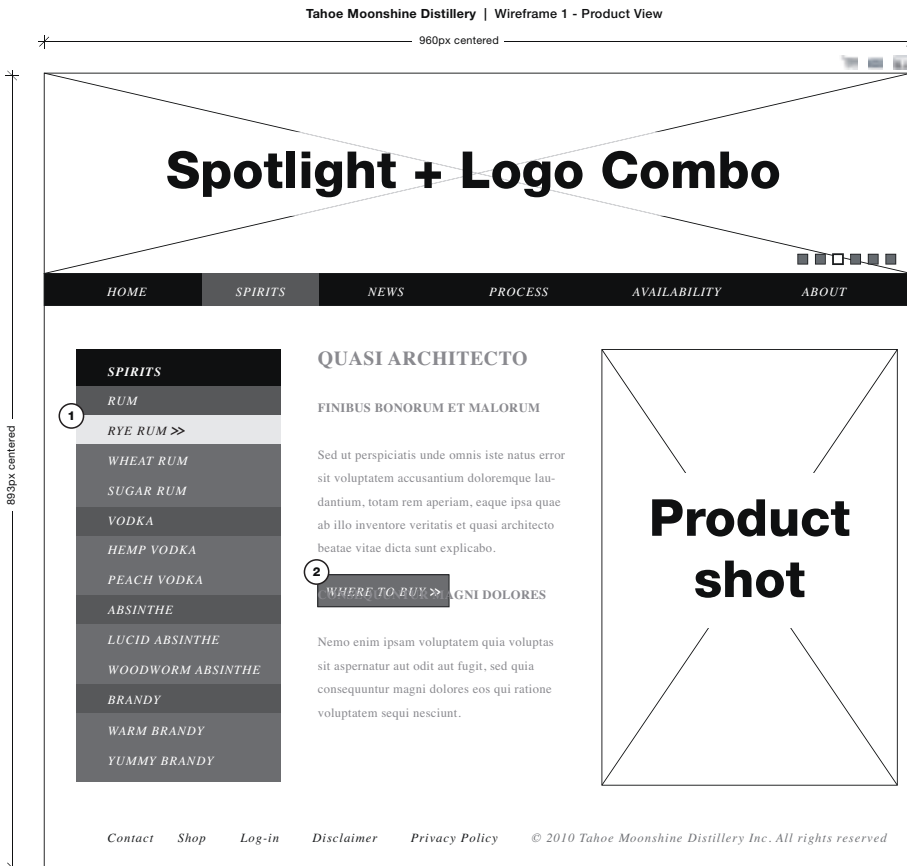 Tahoe Moonshine Distillery | Wireframe 1 - Product View
960px centered
893px centered
Spotlight + Logo Combo
HOME SPIRITS NEWS PROCESS AVAILABILITY ABOUT
SPIRITS
RUM
1
RYE RUM >>
WHEAT RUM
SUGAR RUM
VODKA
HEMP VODKA
PEACH VODKA
ABSINTHE
LUCID ABSINTHE
WOODWORM ABSINTHE
BRANDY
WARM BRANDY
YUMMY BRANDY
QUASI ARCHITECTO
FINIBUS BONORUM ET MALORUM
Sed ut perspiciatis unde omnis iste natus error
sit voluptatem accusantium doloremque lau-
dantium, totam rem aperiam, eaque ipsa quae
ab illo inventore veritatis et quasi architecto
beatae vitae dicta sunt explicabo.
2
WHERE TO BUY >>
MAGNI DOLORES
Nemo enim ipsam voluptatem quia voluptas
sit aspernatur aut odit aut fugit, sed quia
consequuntur magni dolores eos qui ratione
voluptatem sequi nesciunt.
Product
shot
Contact Shop Log-in Disclaimer Privacy Policy © 2010 Tahoe Moonshine Distillery Inc. All rights reserved